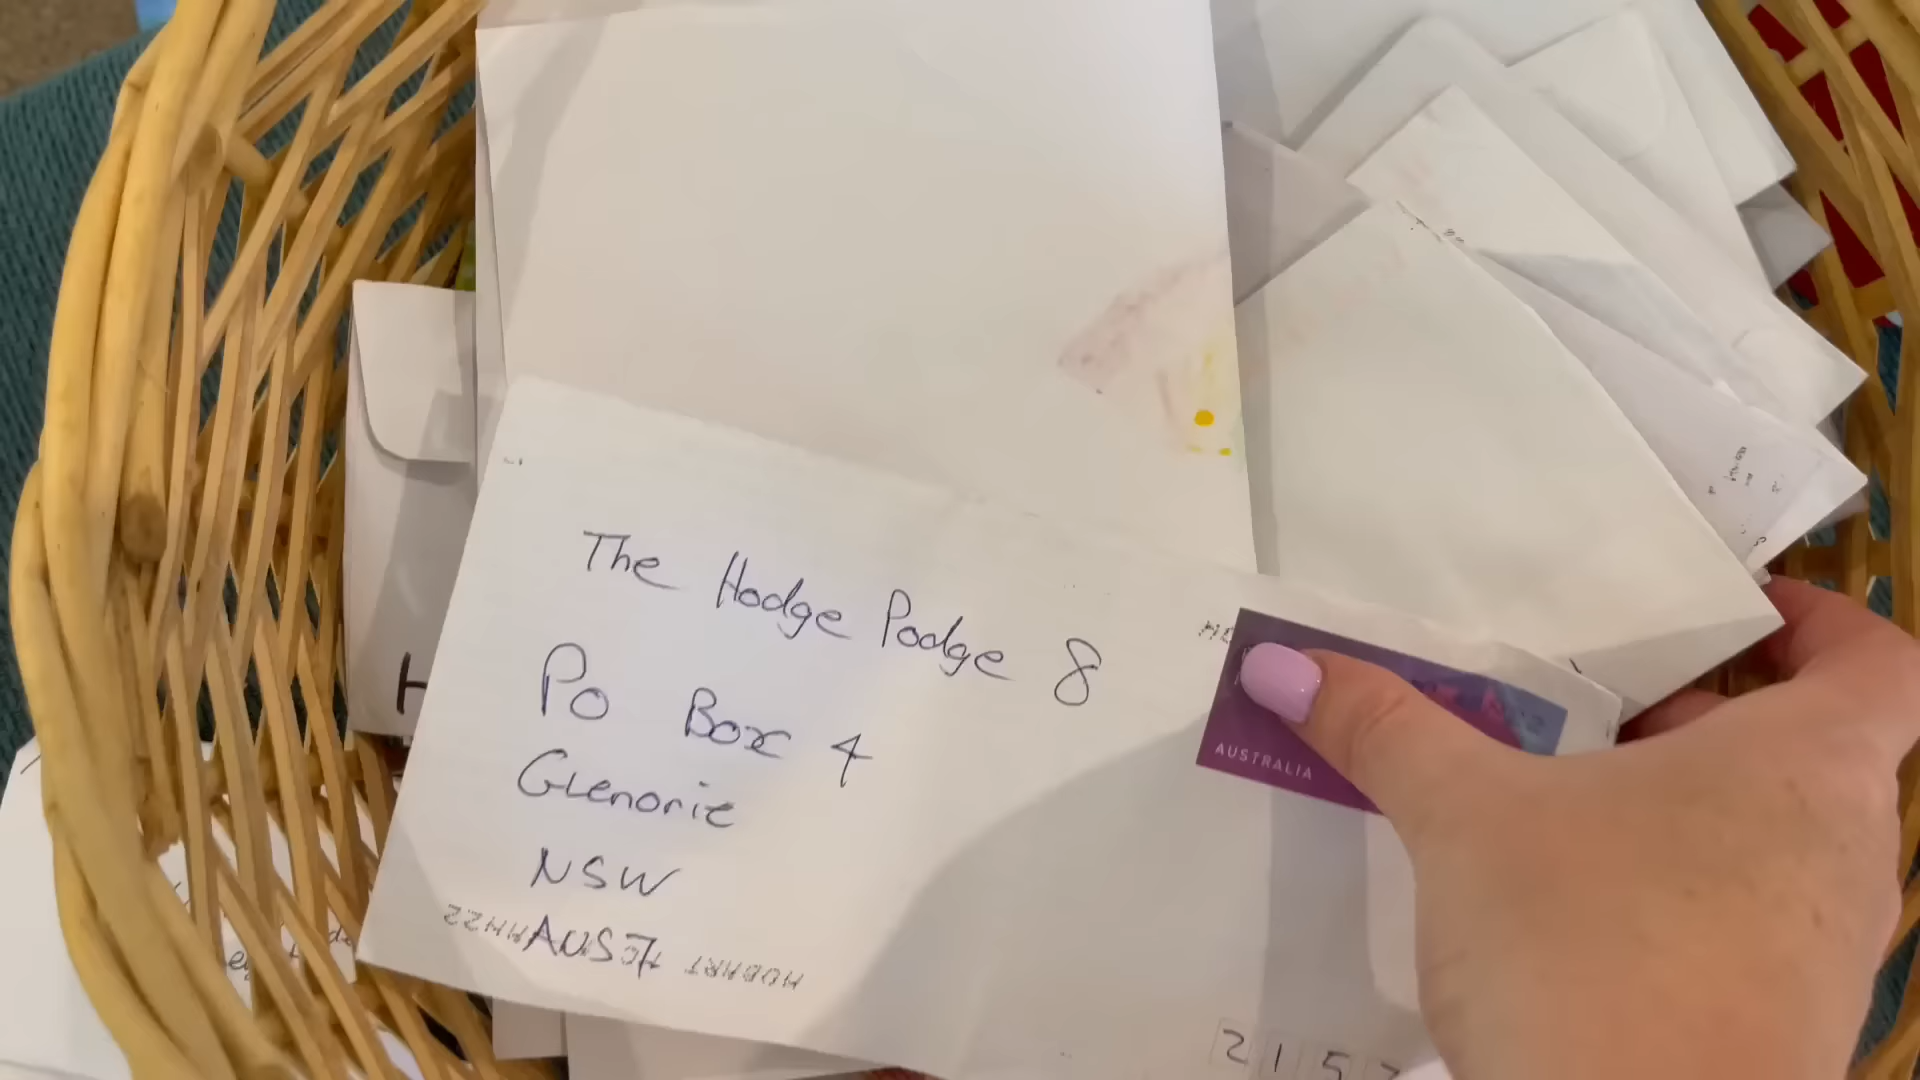 The Hodge Podge 8
PO Box 4
Glenorie
NSW
AUST
HOBART
AUSTRALIA
2157